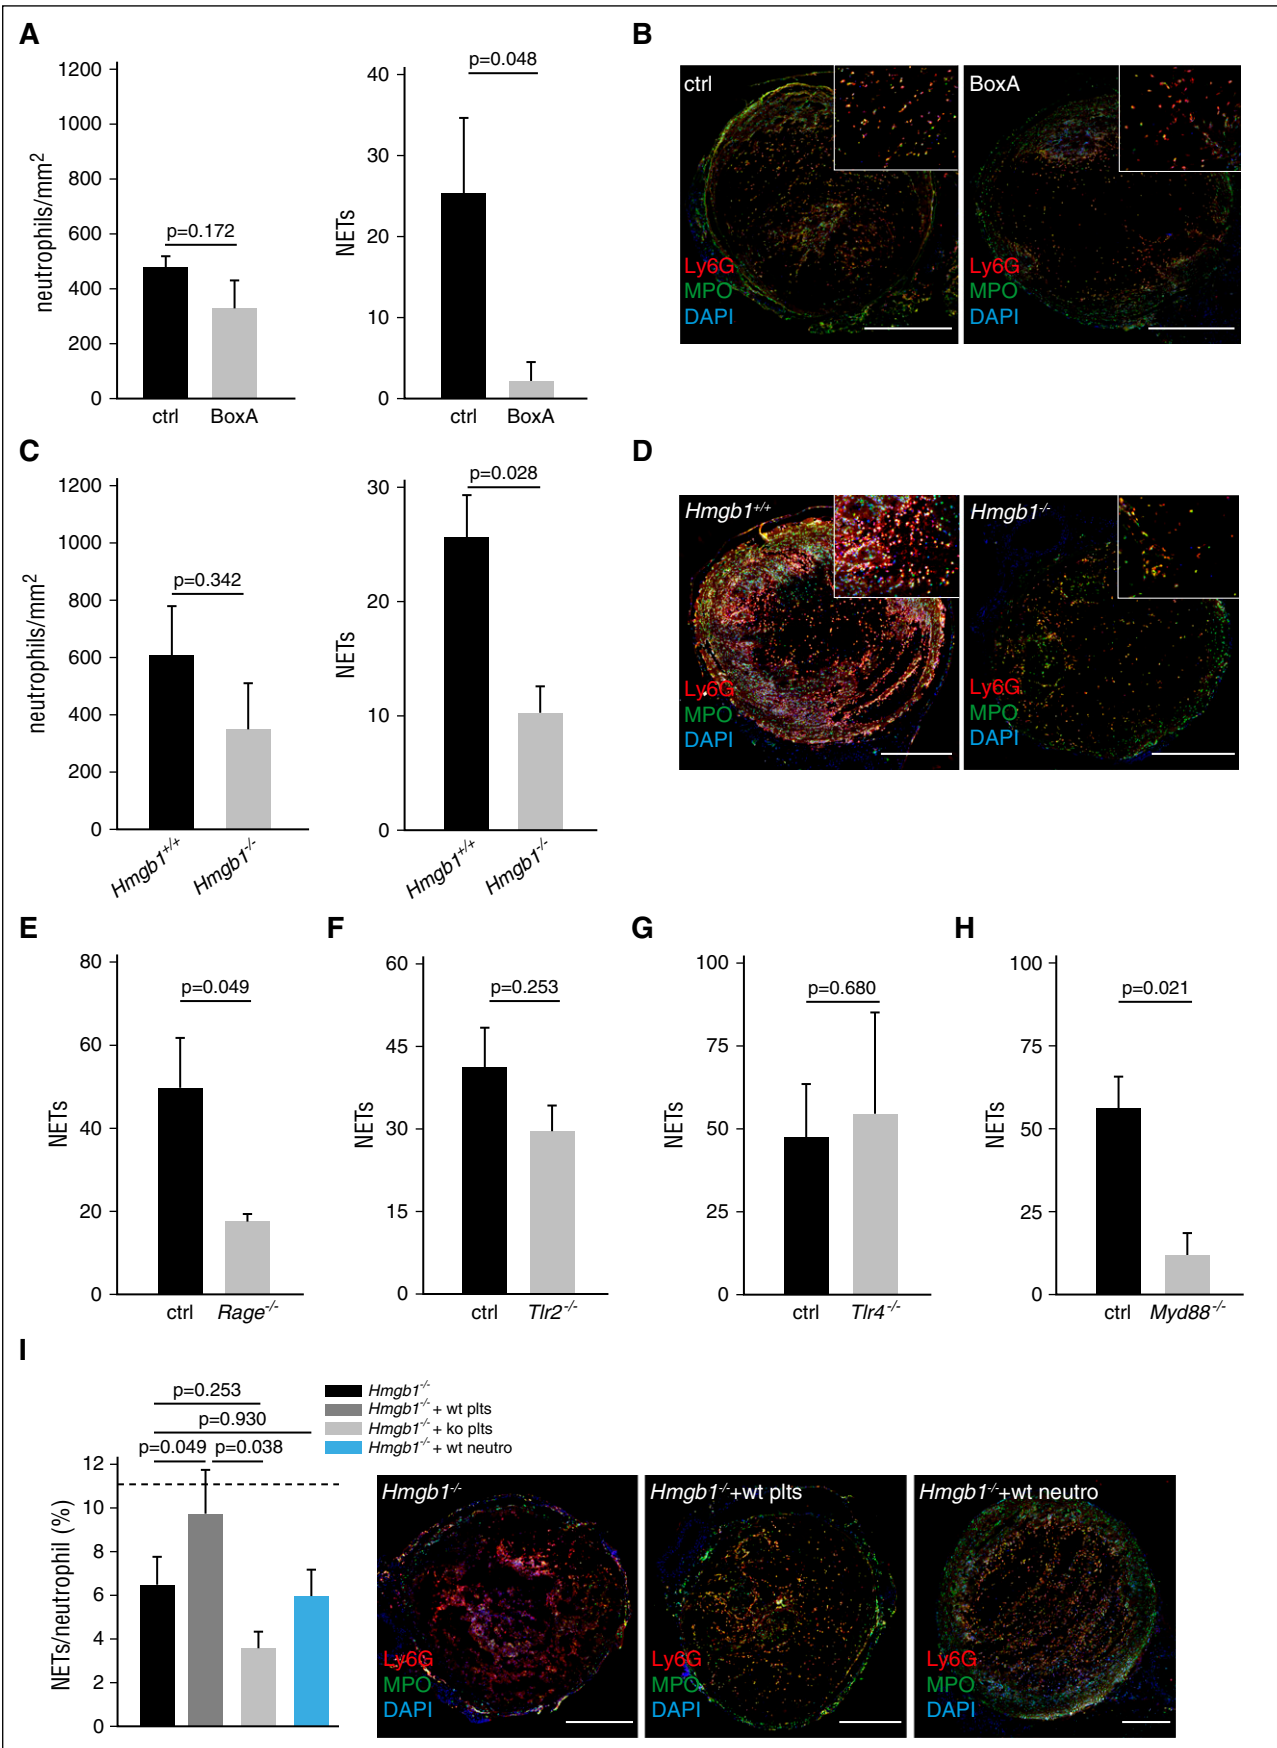 A
1200
1000
800
600
400
200
0
neutrophils/mm²
p=0.172
ctrl BoxA
40
30
20
10
0
NETs
p=0.048
ctrl BoxA
B
ctrl
Ly6G
MPO
DAPI
BoxA
Ly6G
MPO
DAPI
C
1200
1000
800
600
400
200
0
neutrophils/mm²
p=0.342
Hmgb1+/+ Hmgb1-/-
30
20
10
0
NETs
p=0.028
Hmgb1+/+ Hmgb1-/-
D
Hmgb1+/+
Ly6G
MPO
DAPI
Hmgb1-/-
Ly6G
MPO
DAPI
E
80
60
40
20
0
NETs
p=0.049
ctrl Rage-/-
F
60
45
30
15
0
NETs
p=0.253
ctrl Tlr2-/-
G
100
75
50
25
0
NETs
p=0.680
ctrl Tlr4-/-
H
100
75
50
25
0
NETs
p=0.021
ctrl Myd88-/-
I
p=0.253
p=0.930
p=0.049 p=0.038
12
10
8
6
4
2
0
NETs/neutrophil (%)
Hmgb1-/-
Hmgb1-/- + wt plts
Hmgb1-/- + ko plts
Hmgb1-/- + wt neutro
Hmgb1-/-
Ly6G
MPO
DAPI
Hmgb1-/-+wt plts
Ly6G
MPO
DAPI
Hmgb1-/-+wt neutro
Ly6G
MPO
DAPI